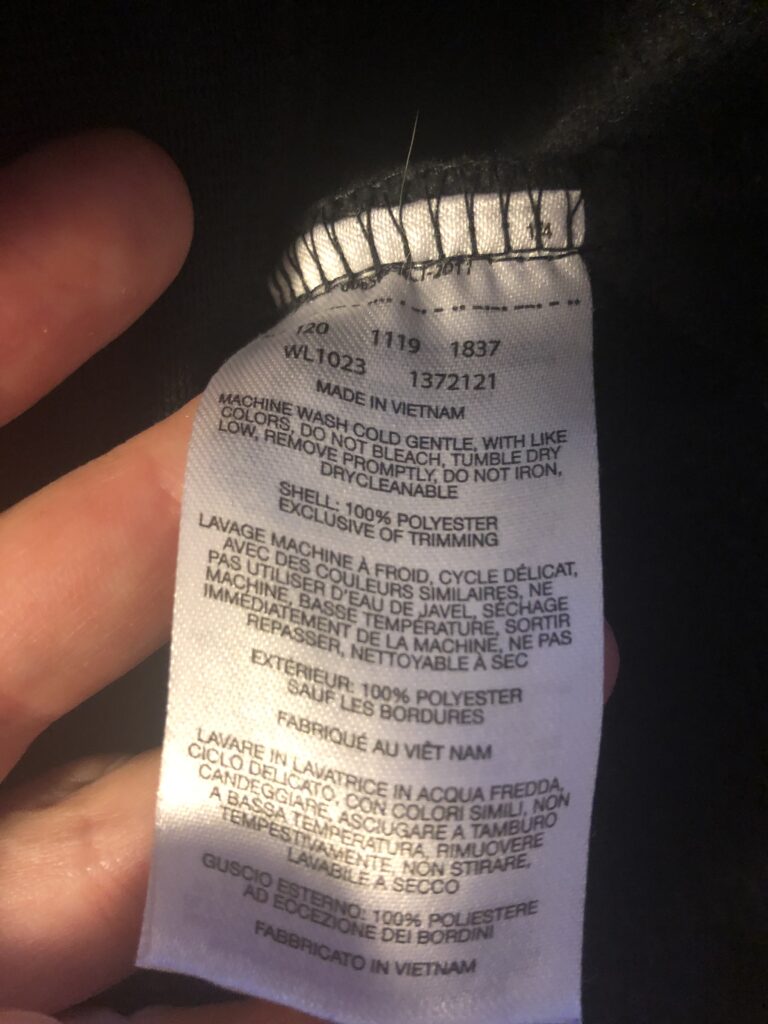 1 4
-2011
120 1119 1837
WL1023 1372121
MADE IN VIETNAM
MACHINE WASH COLD GENTLE, WITH LIKE
COLORS, DO NOT BLEACH, TUMBLE DRY
LOW, REMOVE PROMPTLY, DO NOT IRON,
DRYCLEANABLE
SHELL: 100% POLYESTER
EXCLUSIVE OF TRIMMING
LAVAGE MACHINE À FROID, CYCLE DÉLICAT,
AVEC DES COULEURS SIMILAIRES, NE
PAS UTILISER D'EAU DE JAVEL, SÉCHAGE
MACHINE, BASSE TEMPÉRATURE, SORTIR
IMMÉDIATEMENT DE LA MACHINE, NE PAS
REPASSER, NETTOYABLE À SEC
EXTÉRIEUR: 100% POLYESTER
SAUF LES BORDURES
FABRIQUÉ AU VIÊT NAM
LAVARE IN LAVATRICE IN ACQUA FREDDA,
CICLO DELICATO, CON COLORI SIMILI, NON
CANDEGGIARE, ASCIUGARE A TAMBURO
A BASSA TEMPERATURA, RIMUOVERE
TEMPESTIVAMENTE, NON STIRARE,
LAVABILE A SECCO
GUSCIO ESTERNO: 100% POLIESTERE
AD ECCEZIONE DEI BORDINI
FABBRICATO IN VIETNAM